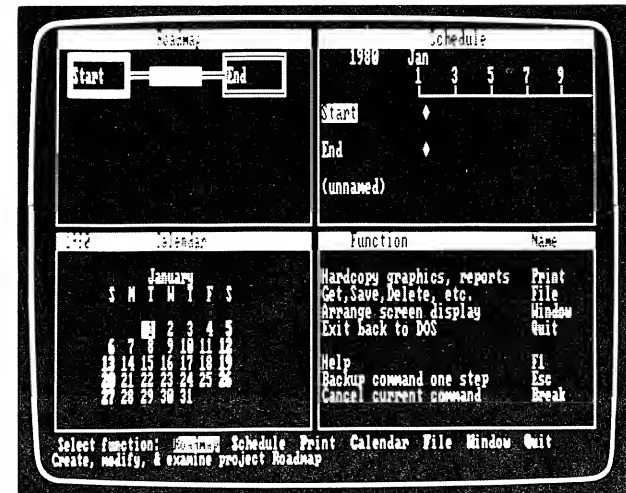 Roadmap
Start
End
Schedule
1980 Jan
1 3 5 7 9
Start
End
(unnamed)
1980 Calendar
January
S M T W T F S
1 2 3 4 5
6 7 8 9 10 11 12
13 14 15 16 17 18 19
20 21 22 23 24 25 26
27 28 29 30 31
Function Name
Hardcopy graphics, reports Print
Get,Save,Delete, etc. File
Arrange screen display Window
Exit back to DOS Quit
Help F1
Backup command one step Esc
Cancel current command Break
Select function: Roadmap Schedule Print Calendar File Window Quit
Create, modify, & examine project Roadmap